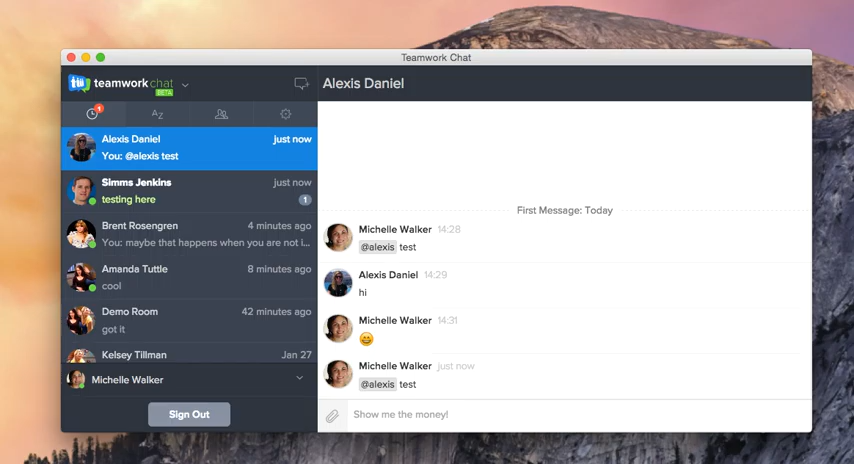 Teamwork Chat
teamwork chat
BETA
Alexis Daniel
1
AZ
Alexis Daniel just now
You: @alexis test
Simms Jenkins just now
testing here 1
Brent Rosengren 4 minutes ago
You: maybe that happens when you are not i...
Amanda Tuttle 8 minutes ago
cool
Demo Room 42 minutes ago
got it
Kelsey Tillman Jan 27
Michelle Walker
Sign Out
First Message: Today
Michelle Walker 14:28
@alexis test
Alexis Daniel 14:29
hi
Michelle Walker 14:31
Michelle Walker just now
@alexis test
Show me the money!